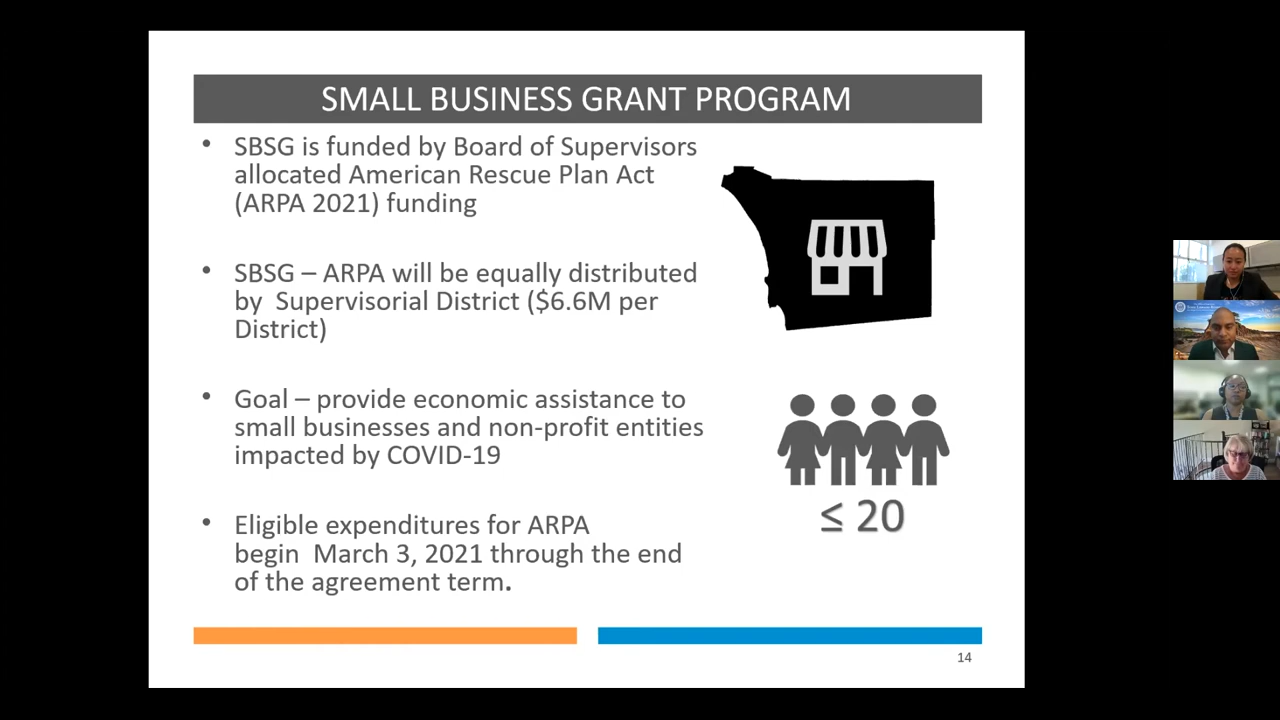 SMALL BUSINESS GRANT PROGRAM
• SBSG is funded by Board of Supervisors
allocated American Rescue Plan Act
(ARPA 2021) funding
• SBSG – ARPA will be equally distributed
by  Supervisorial District ($6.6M per
District)
• Goal – provide economic assistance to
small businesses and non-profit entities
impacted by COVID-19
• Eligible expenditures for ARPA
begin  March 3, 2021 through the end
of the agreement term.
≤ 20
14